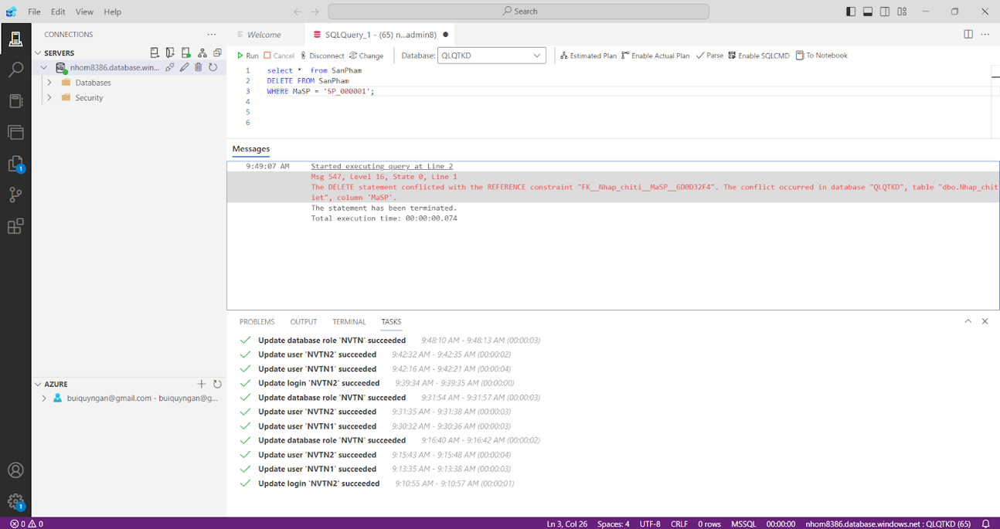 File Edit View Help
Search
CONNECTIONS
SERVERS
nhom8386.database.win...
Databases
Security
AZURE
buiquyngan@gmail.com - buiquyngan@g...
1
1
Welcome
SQLQuery_1 - (65) n...admin8)
Run Cancel Disconnect Change Database: QLQTKD Estimated Plan Enable Actual Plan Parse Enable SQLCMD To Notebook
1 select * from SanPham
2 DELETE FROM SanPham
3 WHERE MaSP = 'SP_000001';
4
5
6
Messages
9:49:07 AM Started executing query at Line 2
Msg 547, Level 16, State 0, Line 1
The DELETE statement conflicted with the REFERENCE constraint "FK__Nhap_chiti__MaSP__6D0D32F4". The conflict occurred in database "QLQTKD", table "dbo.Nhap_chit
iet", column 'MaSP'.
The statement has been terminated.
Total execution time: 00:00:00.074
PROBLEMS OUTPUT TERMINAL TASKS
Update database role 'NVTN' succeeded 9:48:10 AM - 9:48:13 AM (00:00:03)
Update user 'NVTN2' succeeded 9:42:32 AM - 9:42:35 AM (00:00:02)
Update user 'NVTN1' succeeded 9:42:16 AM - 9:42:21 AM (00:00:04)
Update login 'NVTN2' succeeded 9:39:34 AM - 9:39:35 AM (00:00:00)
Update database role 'NVTN' succeeded 9:31:54 AM - 9:31:57 AM (00:00:03)
Update user 'NVTN2' succeeded 9:31:35 AM - 9:31:38 AM (00:00:03)
Update user 'NVTN1' succeeded 9:30:32 AM - 9:30:36 AM (00:00:03)
Update database role 'NVTN' succeeded 9:16:40 AM - 9:16:42 AM (00:00:02)
Update user 'NVTN2' succeeded 9:15:43 AM - 9:15:48 AM (00:00:04)
Update user 'NVTN1' succeeded 9:13:35 AM - 9:13:38 AM (00:00:03)
Update login 'NVTN2' succeeded 9:10:55 AM - 9:10:57 AM (00:00:01)
0 0 Ln 3, Col 26 Spaces: 4 UTF-8 CRLF 0 rows MSSQL 00:00:00 nhom8386.database.windows.net : QLQTKD (65)